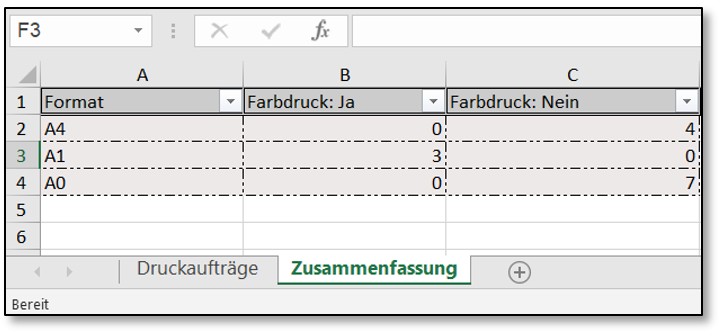 F3 fx
A B C
1 Format Farbdruck: Ja Farbdruck: Nein
2 A4 0 4
3 A1 3 0
4 A0 0 7
5
6
Druckaufträge Zusammenfassung
Bereit